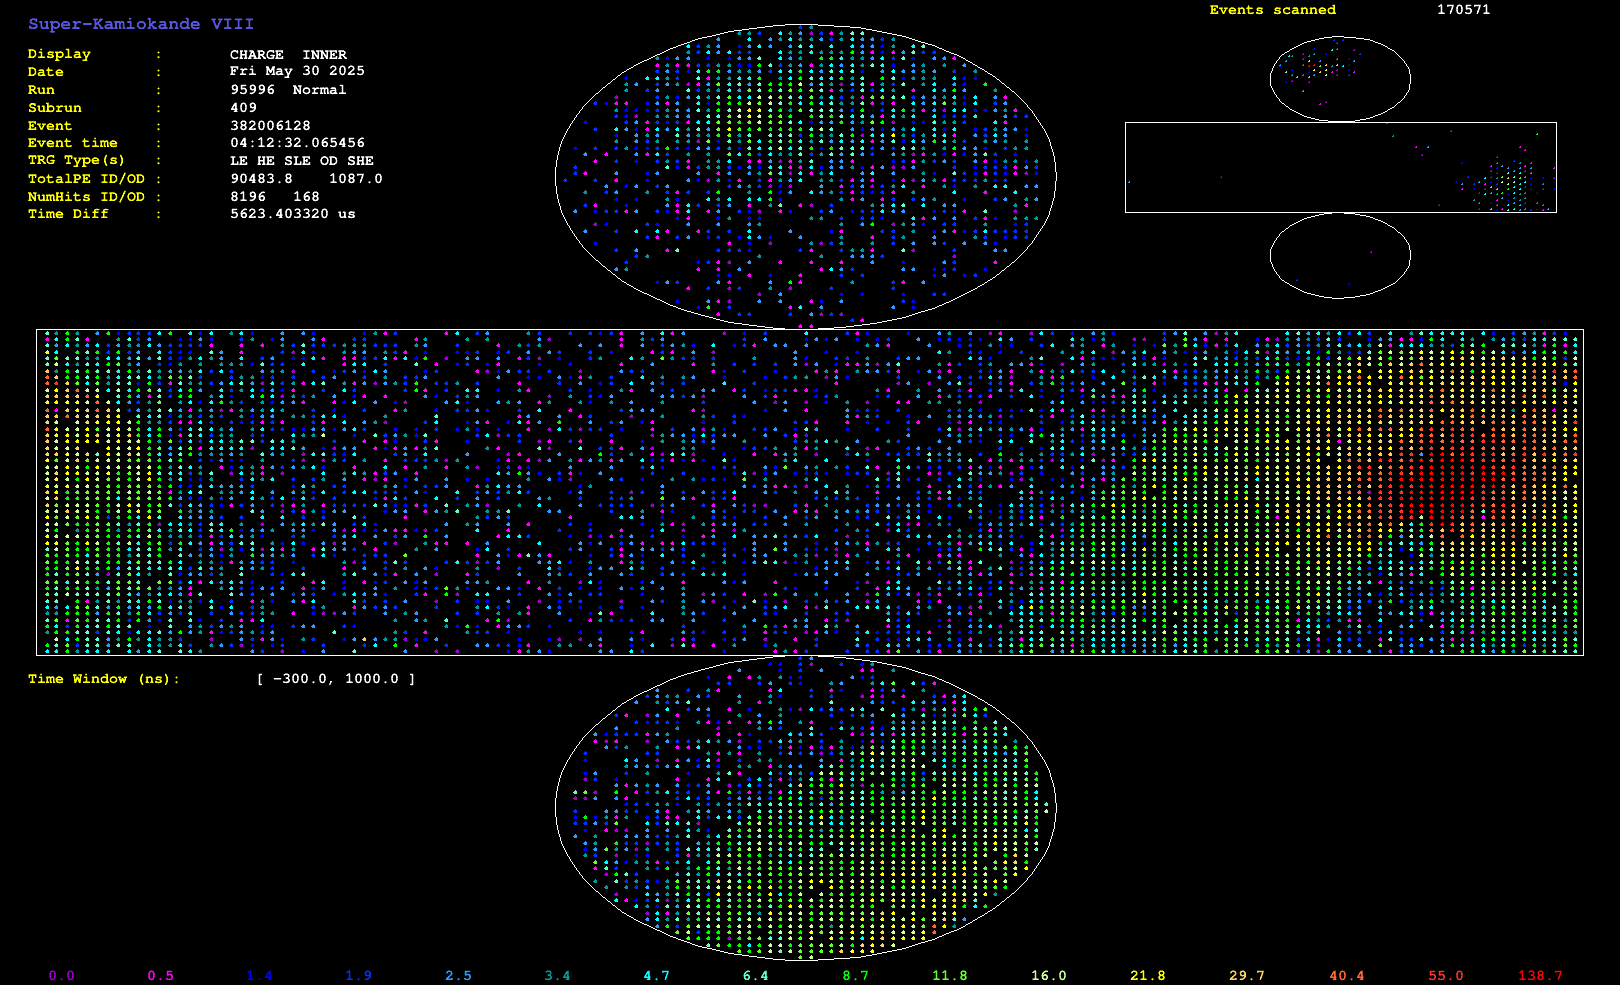 Super-Kamiokande VIII
Events scanned 170571
Display : CHARGE INNER
Date : Fri May 30 2025
Run : 95996 Normal
Subrun : 409
Event : 382006128
Event time : 04:12:32.065456
TRG Type(s) : LE HE SLE OD SHE
TotalPE ID/OD : 90483.8 1087.0
NumHits ID/OD : 8196 168
Time Diff : 5623.403320 us
Time Window (ns): [ -300.0, 1000.0 ]
0.0 0.5 1.4 1.9 2.5 3.4 4.7 6.4 8.7 11.8 16.0 21.8 29.7 40.4 55.0 138.7